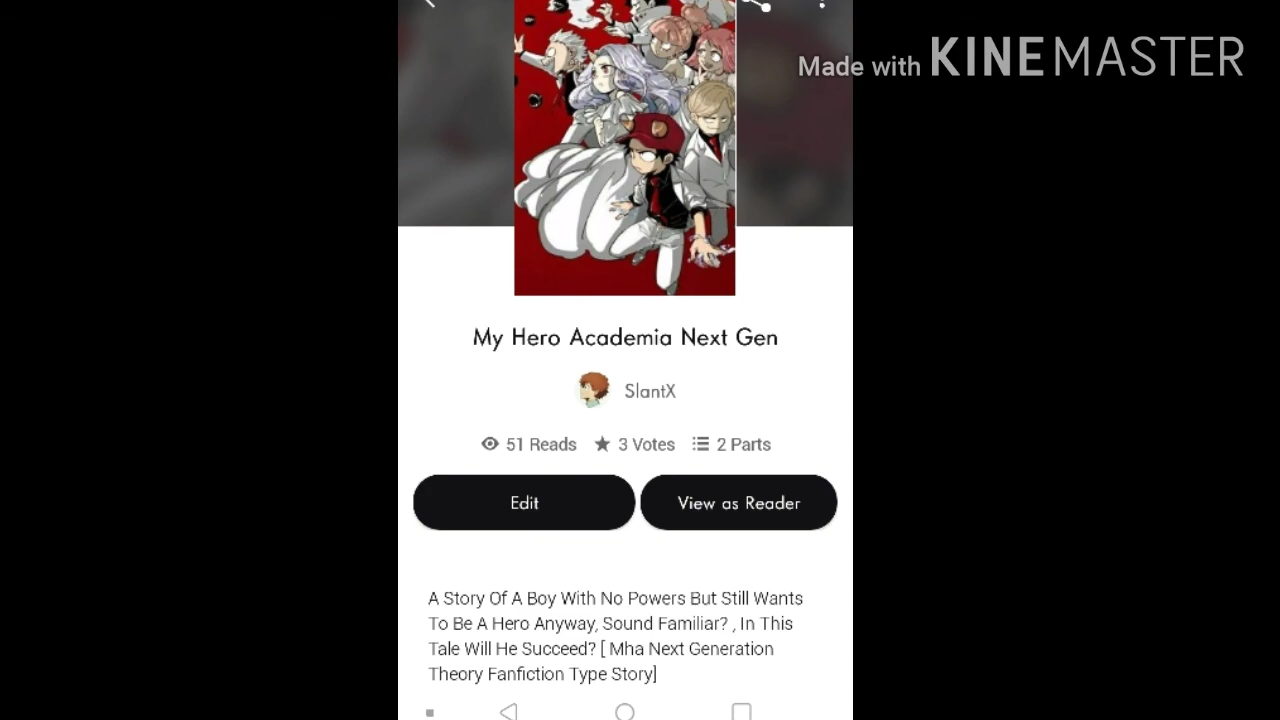 Made with KINEMASTER
My Hero Academia Next Gen
SlantX
51 Reads 3 Votes 2 Parts
Edit View as Reader
A Story Of A Boy With No Powers But Still Wants
To Be A Hero Anyway, Sound Familiar? , In This
Tale Will He Succeed? [ Mha Next Generation
Theory Fanfiction Type Story]